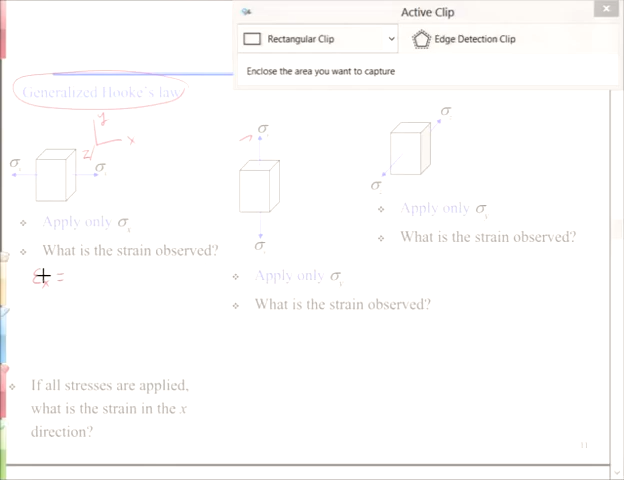 Active Clip
Rectangular Clip
Edge Detection Clip
Enclose the area you want to capture
Generalized Hooke's law
y
x
z
σ
σ
σ
σ
σ
σ
Apply only σ
What is the strain observed?
εx =
Apply only σ
What is the strain observed?
Apply only σ
What is the strain observed?
If all stresses are applied,
what is the strain in the x
direction?
11